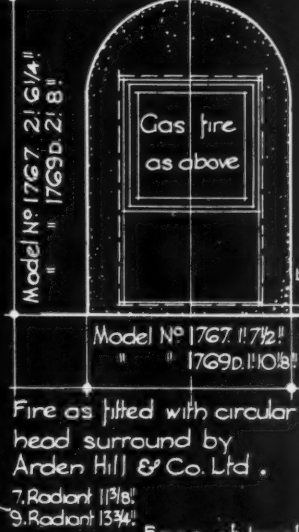 Gas fire
as above
Model Nº 1767. 2! 6¼"
" " 1769D. 2! 8"
Model Nº 1767. 1! 7½"
" " 1769D. 1! 10⅛"
Fire as fitted with circular
head surround by
Arden Hill & Co. Ltd.
7. Radiant 11⅜"
9. Radiant 13¾"